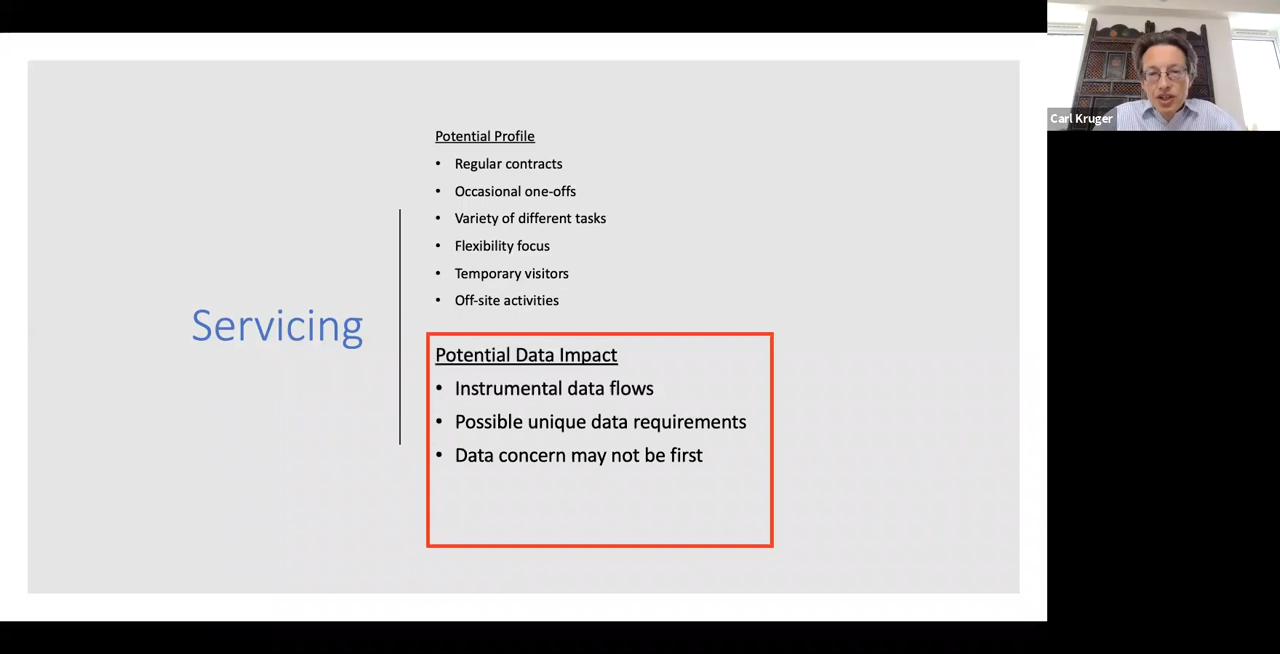 Potential Profile
• Regular contracts
• Occasional one-offs
• Variety of different tasks
• Flexibility focus
• Temporary visitors
• Off-site activities
Servicing
Potential Data Impact
• Instrumental data flows
• Possible unique data requirements
• Data concern may not be first
Carl Kruger